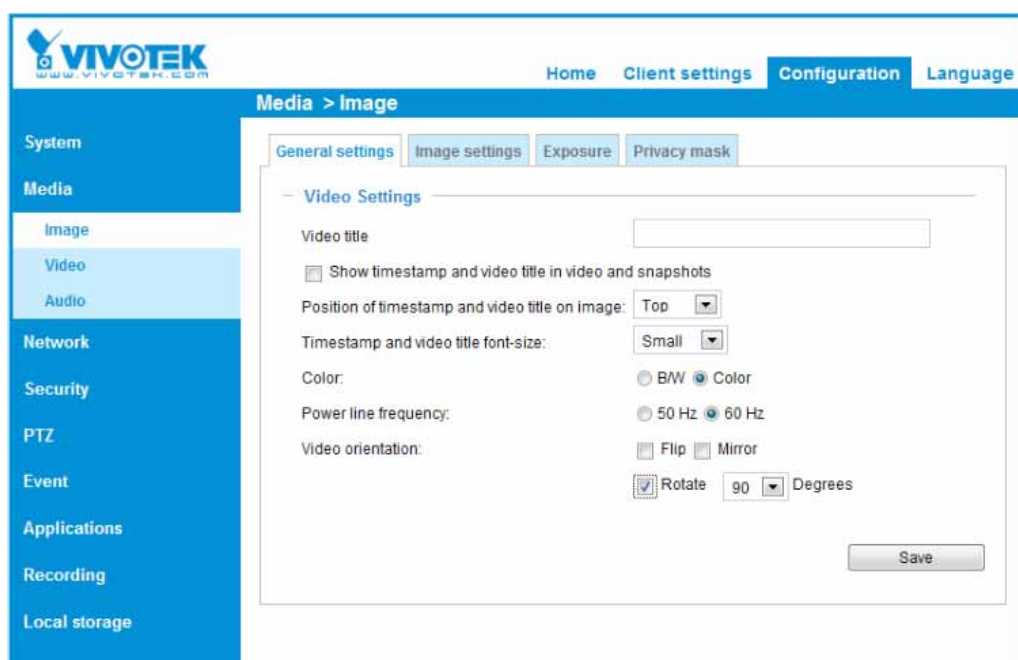 VIVOTEK
www.vivotek.com
Home Client settings Configuration Language
Media > Image
System
Media
Image
Video
Audio
Network
Security
PTZ
Event
Applications
Recording
Local storage
General settings Image settings Exposure Privacy mask
Video Settings
Video title
Show timestamp and video title in video and snapshots
Position of timestamp and video title on image: Top
Timestamp and video title font-size: Small
Color: B/W Color
Power line frequency: 50 Hz 60 Hz
Video orientation: Flip Mirror
Rotate 90 Degrees
Save